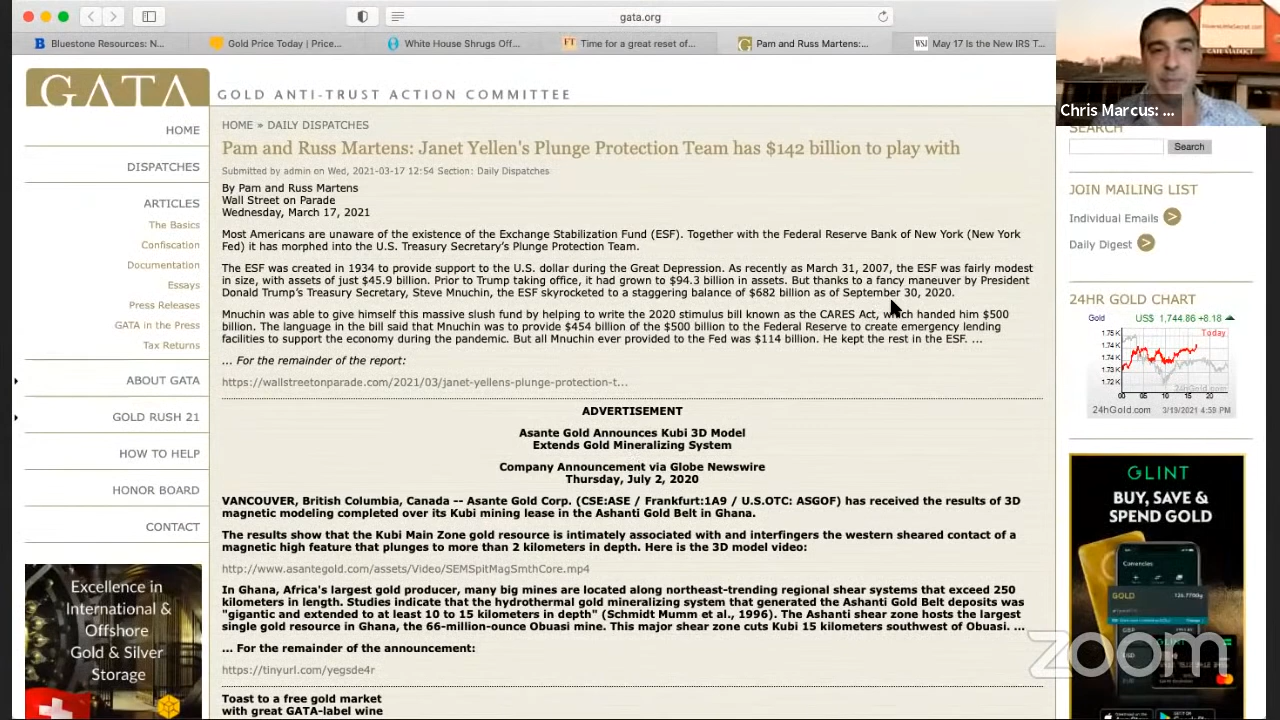 gata.org
Bluestone Resources: N...
Gold Price Today | Price...
White House Shrugs Off...
FT
Time for a great reset of...
Pam and Russ Martens:...
WSJ
May 17 Is the New IRS T...
Chris Marcus: ...
GATA
GOLD ANTI-TRUST ACTION COMMITTEE
HOME
DISPATCHES
ARTICLES
The Basics
Confiscation
Documentation
Essays
Press Releases
GATA in the Press
Tax Returns
ABOUT GATA
GOLD RUSH 21
HOW TO HELP
HONOR BOARD
CONTACT
Excellence in
International &
Offshore
Gold & Silver
Storage
HOME » DAILY DISPATCHES
Pam and Russ Martens: Janet Yellen's Plunge Protection Team has $142 billion to play with
Submitted by admin on Wed, 2021-03-17 12:54 Section: Daily Dispatches
By Pam and Russ Martens
Wall Street on Parade
Wednesday, March 17, 2021
Most Americans are unaware of the existence of the Exchange Stabilization Fund (ESF). Together with the Federal Reserve Bank of New York (New York
Fed) it has morphed into the U.S. Treasury Secretary's Plunge Protection Team.
The ESF was created in 1934 to provide support to the U.S. dollar during the Great Depression. As recently as March 31, 2007, the ESF was fairly modest
in size, with assets of just $45.9 billion. Prior to Trump taking office, it had grown to $94.3 billion in assets. But thanks to a fancy maneuver by President
Donald Trump's Treasury Secretary, Steve Mnuchin, the ESF skyrocketed to a staggering balance of $682 billion as of September 30, 2020.
Mnuchin was able to give himself this massive slush fund by helping to write the 2020 stimulus bill known as the CARES Act, which handed him $500
billion. The language in the bill said that Mnuchin was to provide $454 billion of the $500 billion to the Federal Reserve to create emergency lending
facilities to support the economy during the pandemic. But all Mnuchin ever provided to the Fed was $114 billion. He kept the rest in the ESF. ...
... For the remainder of the report:
https://wallstreetonparade.com/2021/03/janet-yellens-plunge-protection-t...
ADVERTISEMENT
Asante Gold Announces Kubi 3D Model
Extends Gold Mineralizing System
Company Announcement via Globe Newswire
Thursday, July 2, 2020
VANCOUVER, British Columbia, Canada -- Asante Gold Corp. (CSE:ASE / Frankfurt:1A9 / U.S.OTC: ASGOF) has received the results of 3D
magnetic modeling completed over its Kubi mining lease in the Ashanti Gold Belt in Ghana.
The results show that the Kubi Main Zone gold resource is intimately associated with and interfingers the western sheared contact of a
magnetic high feature that plunges to more than 2 kilometers in depth. Here is the 3D model video:
http://www.asantegold.com/assets/Video/SEMSpitMagSmthCore.mp4
In Ghana, Africa's largest gold producer, many big mines are located along northeast-trending regional shear systems that exceed 250
kilometers in length. Studies indicate that the hydrothermal gold mineralizing system that generated the Ashanti Gold Belt deposits was
"gigantic and extended to at least 10 to 15 kilometers in depth" (Schmidt Mumm et al., 1996). The Ashanti shear zone hosts the largest
single gold resource in Ghana, the 66-million-ounce Obuasi mine. This major shear zone cuts Kubi 15 kilometers southwest of Obuasi. ...
... For the remainder of the announcement:
https://tinyurl.com/yegsde4r
Toast to a free gold market
with great GATA-label wine
SEARCH
Search
JOIN MAILING LIST
Individual Emails
Daily Digest
24HR GOLD CHART
Gold US$ 1,744.86 +8.18
Today
1.75 K
1.74 K
1.73 K
1.72 K
00 05 10 15 20
24hGold.com
24hGold.com 3/19/2021 4:59 PM
GLINT
BUY, SAVE &
SPEND GOLD
GOLD
zoom